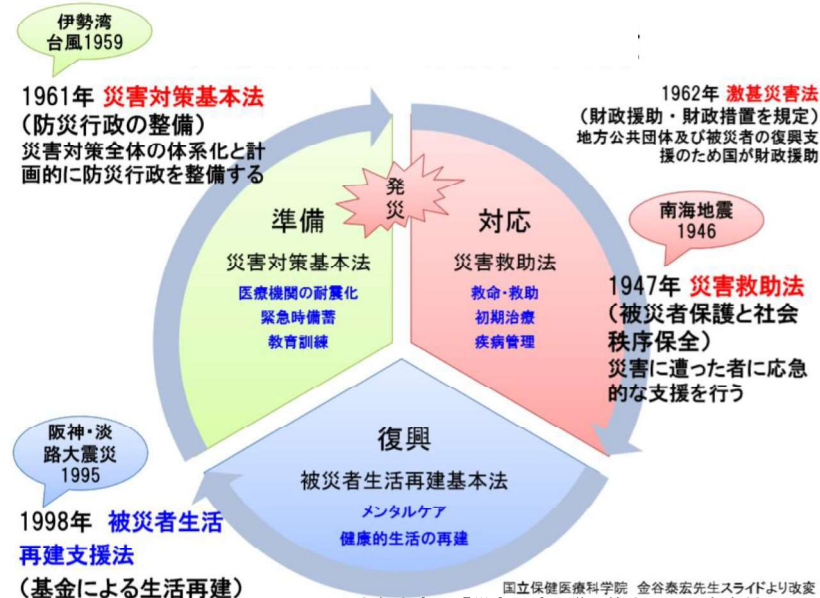 伊勢湾
台風1959
1961年 災害対策基本法
(防災行政の整備)
災害対策全体の体系化と計
画的に防災行政を整備する
1962年 激甚災害法
(財政援助・財政措置を規定)
地方公共団体及び被災者の復興支
援のため国が財政援助
発
災
準備
災害対策基本法
医療機関の耐震化
緊急時備蓄
教育訓練
対応
災害救助法
救命・救助
初期治療
疾病管理
南海地震
1946
1947年 災害救助法
(被災者保護と社会
秩序保全)
災害に遭った者に応急
的な支援を行う
復興
被災者生活再建基本法
メンタルケア
健康的生活の再建
阪神・淡
路大震災
1995
1998年 被災者生活
再建支援法
(基金による生活再建)
国立保健医療科学院 金谷泰宏先生スライドより改変